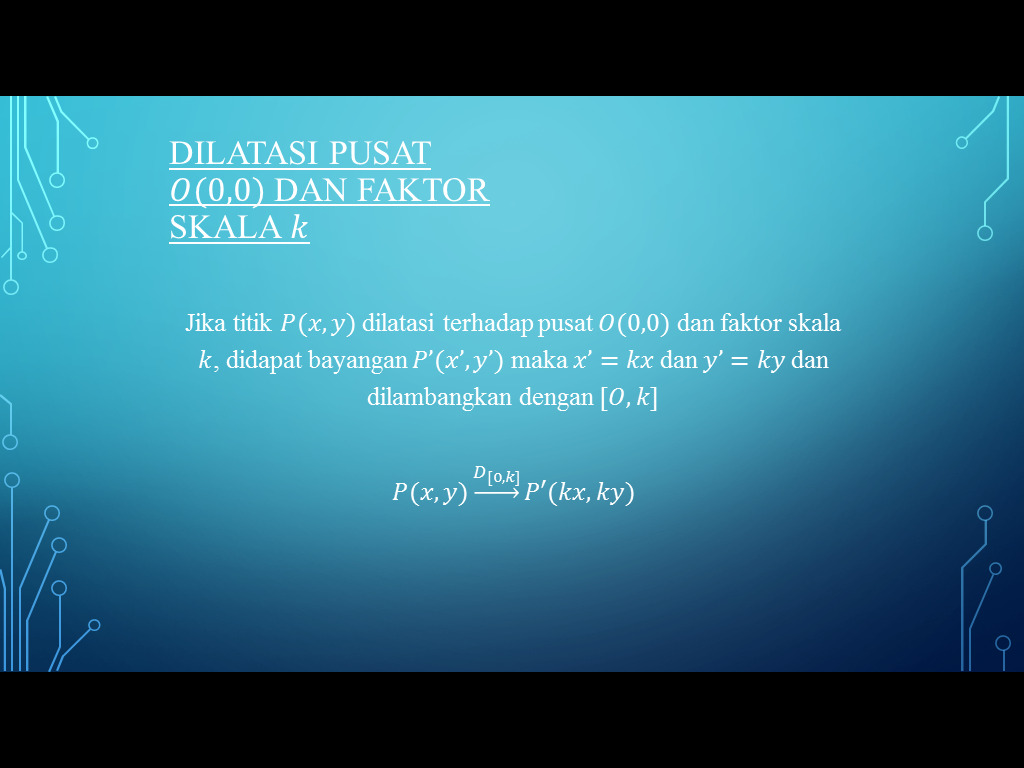 DILATASI PUSAT
O(0,0) DAN FAKTOR
SKALA k
Jika titik P(x, y) dilatasi terhadap pusat O(0,0) dan faktor skala
k, didapat bayangan P’(x’, y’) maka x’ = kx dan y’ = ky dan
dilambangkan dengan [O, k]
P(x, y) D[0,k] → P′(kx, ky)